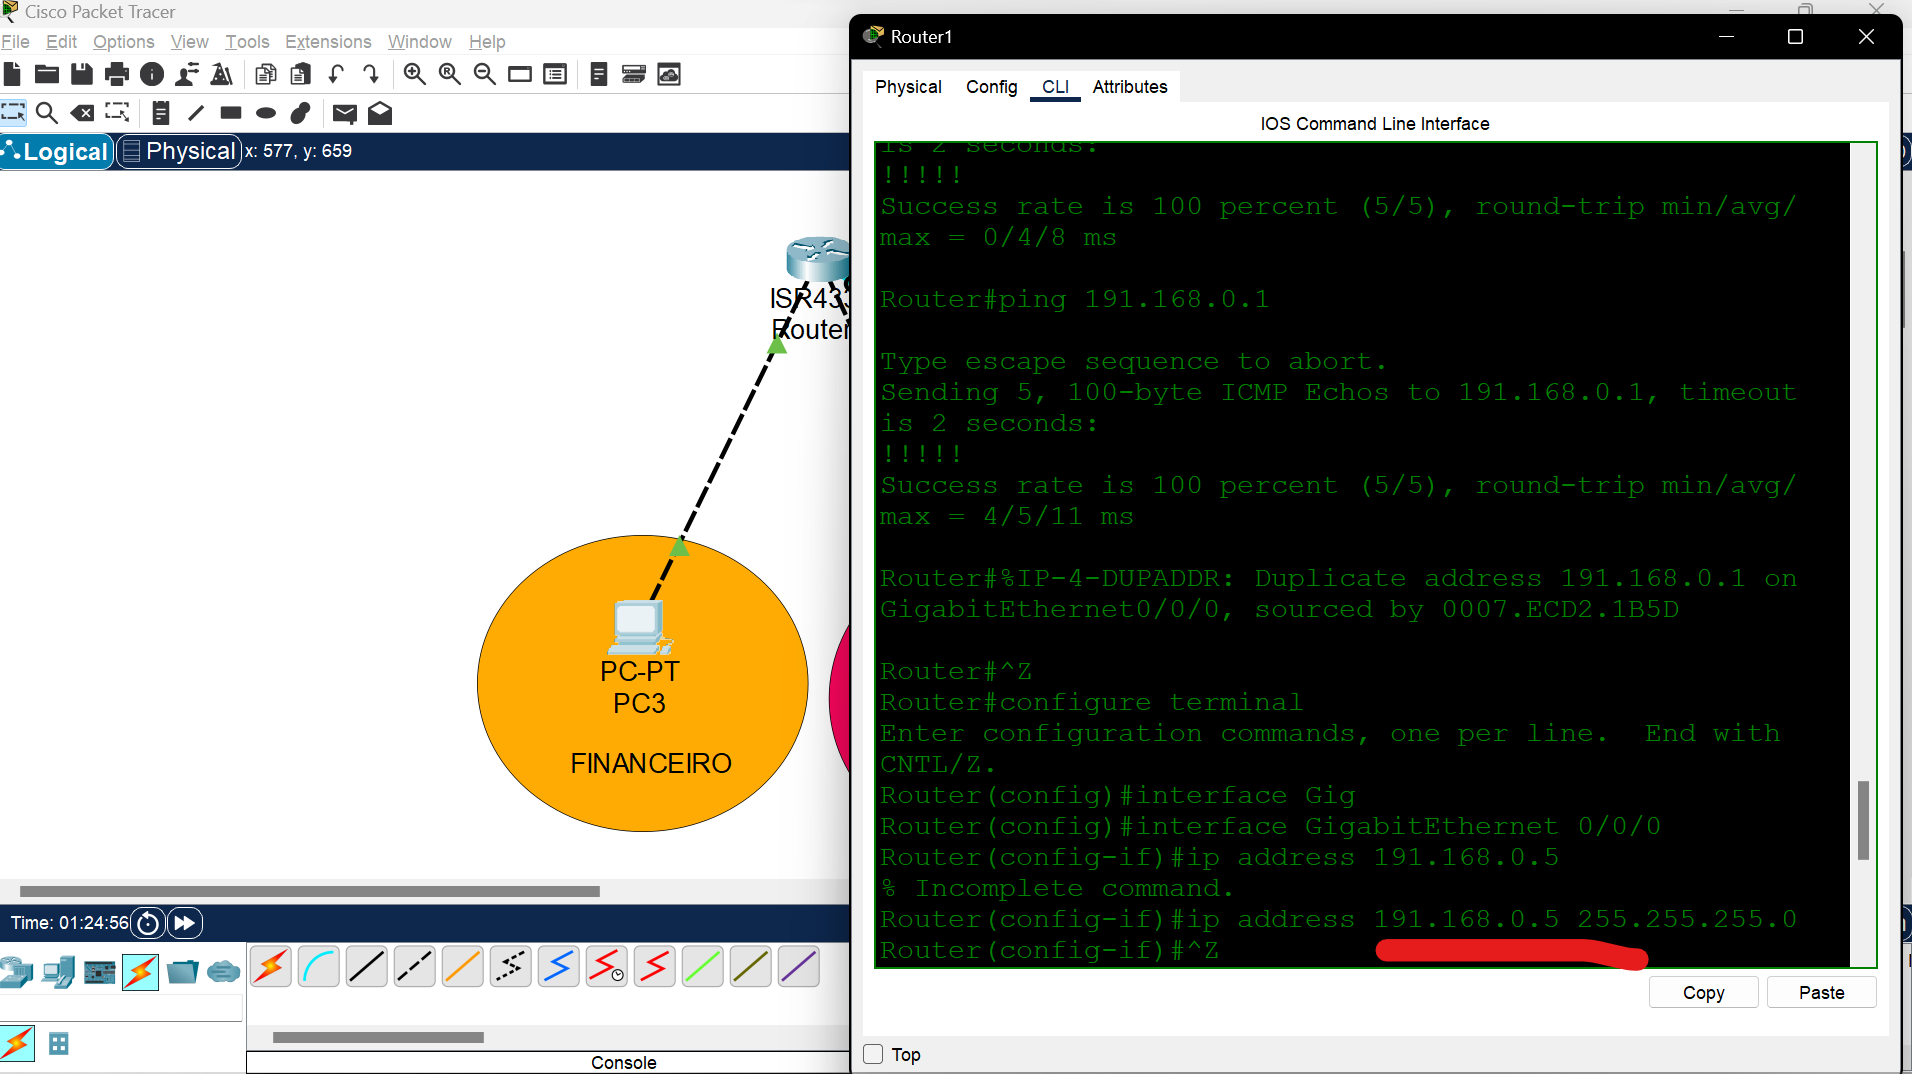 Cisco Packet Tracer
File Edit Options View Tools Extensions Window Help
Logical Physical x: 577, y: 659
ISR433
Router
PC-PT
PC3
FINANCEIRO
Time: 01:24:56
Console
Router1
Physical Config CLI Attributes
IOS Command Line Interface
is 2 seconds:
!!!!!
Success rate is 100 percent (5/5), round-trip min/avg/
max = 0/4/8 ms
Router#ping 191.168.0.1
Type escape sequence to abort.
Sending 5, 100-byte ICMP Echos to 191.168.0.1, timeout
is 2 seconds:
!!!!!
Success rate is 100 percent (5/5), round-trip min/avg/
max = 4/5/11 ms
Router#%IP-4-DUPADDR: Duplicate address 191.168.0.1 on
GigabitEthernet0/0/0, sourced by 0007.ECD2.1B5D
Router#^Z
Router#configure terminal
Enter configuration commands, one per line.  End with
CNTL/Z.
Router(config)#interface Gig
Router(config)#interface GigabitEthernet 0/0/0
Router(config-if)#ip address 191.168.0.5
% Incomplete command.
Router(config-if)#ip address 191.168.0.5 255.255.255.0
Router(config-if)#^Z
Copy Paste
Top